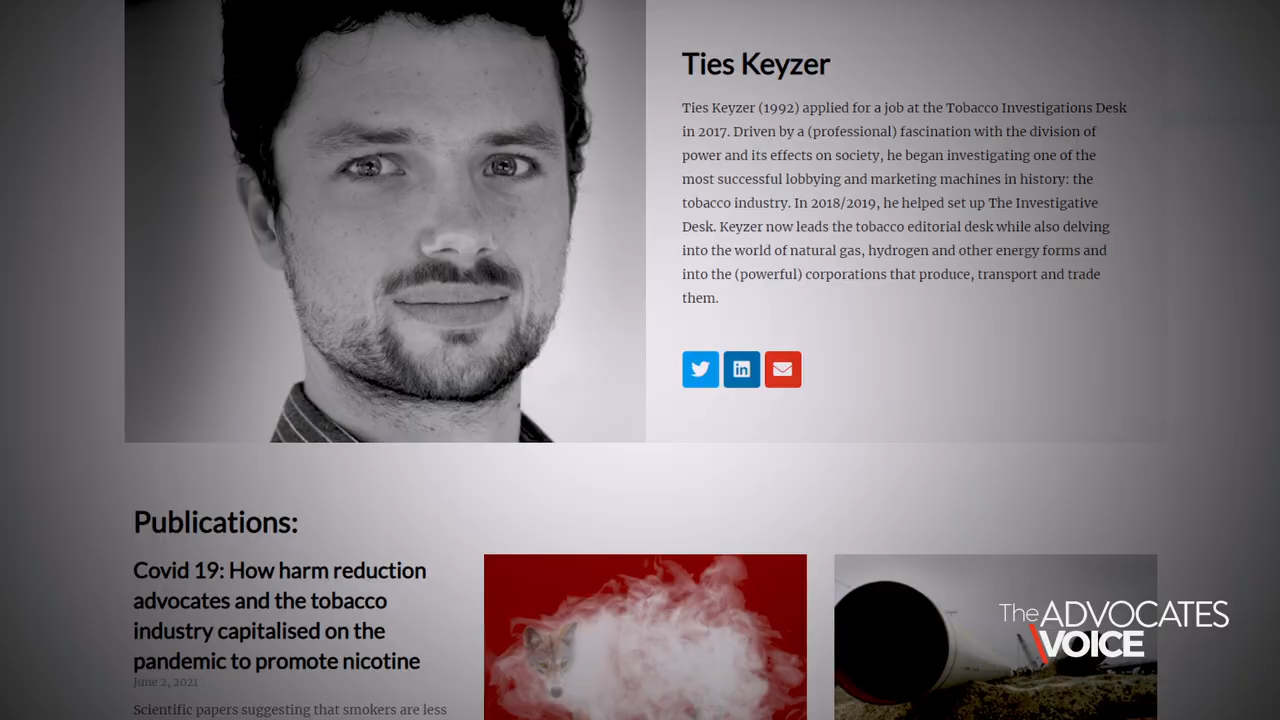 Ties Keyzer
Ties Keyzer (1992) applied for a job at the Tobacco Investigations Desk
in 2017. Driven by a (professional) fascination with the division of
power and its effects on society, he began investigating one of the
most successful lobbying and marketing machines in history: the
tobacco industry. In 2018/2019, he helped set up The Investigative
Desk. Keyzer now leads the tobacco editorial desk while also delving
into the world of natural gas, hydrogen and other energy forms and
into the (powerful) corporations that produce, transport and trade
them.
in
Publications:
Covid 19: How harm reduction
advocates and the tobacco
industry capitalised on the
pandemic to promote nicotine
June 2, 2021
Scientific papers suggesting that smokers are less
The ADVOCATES
VOICE